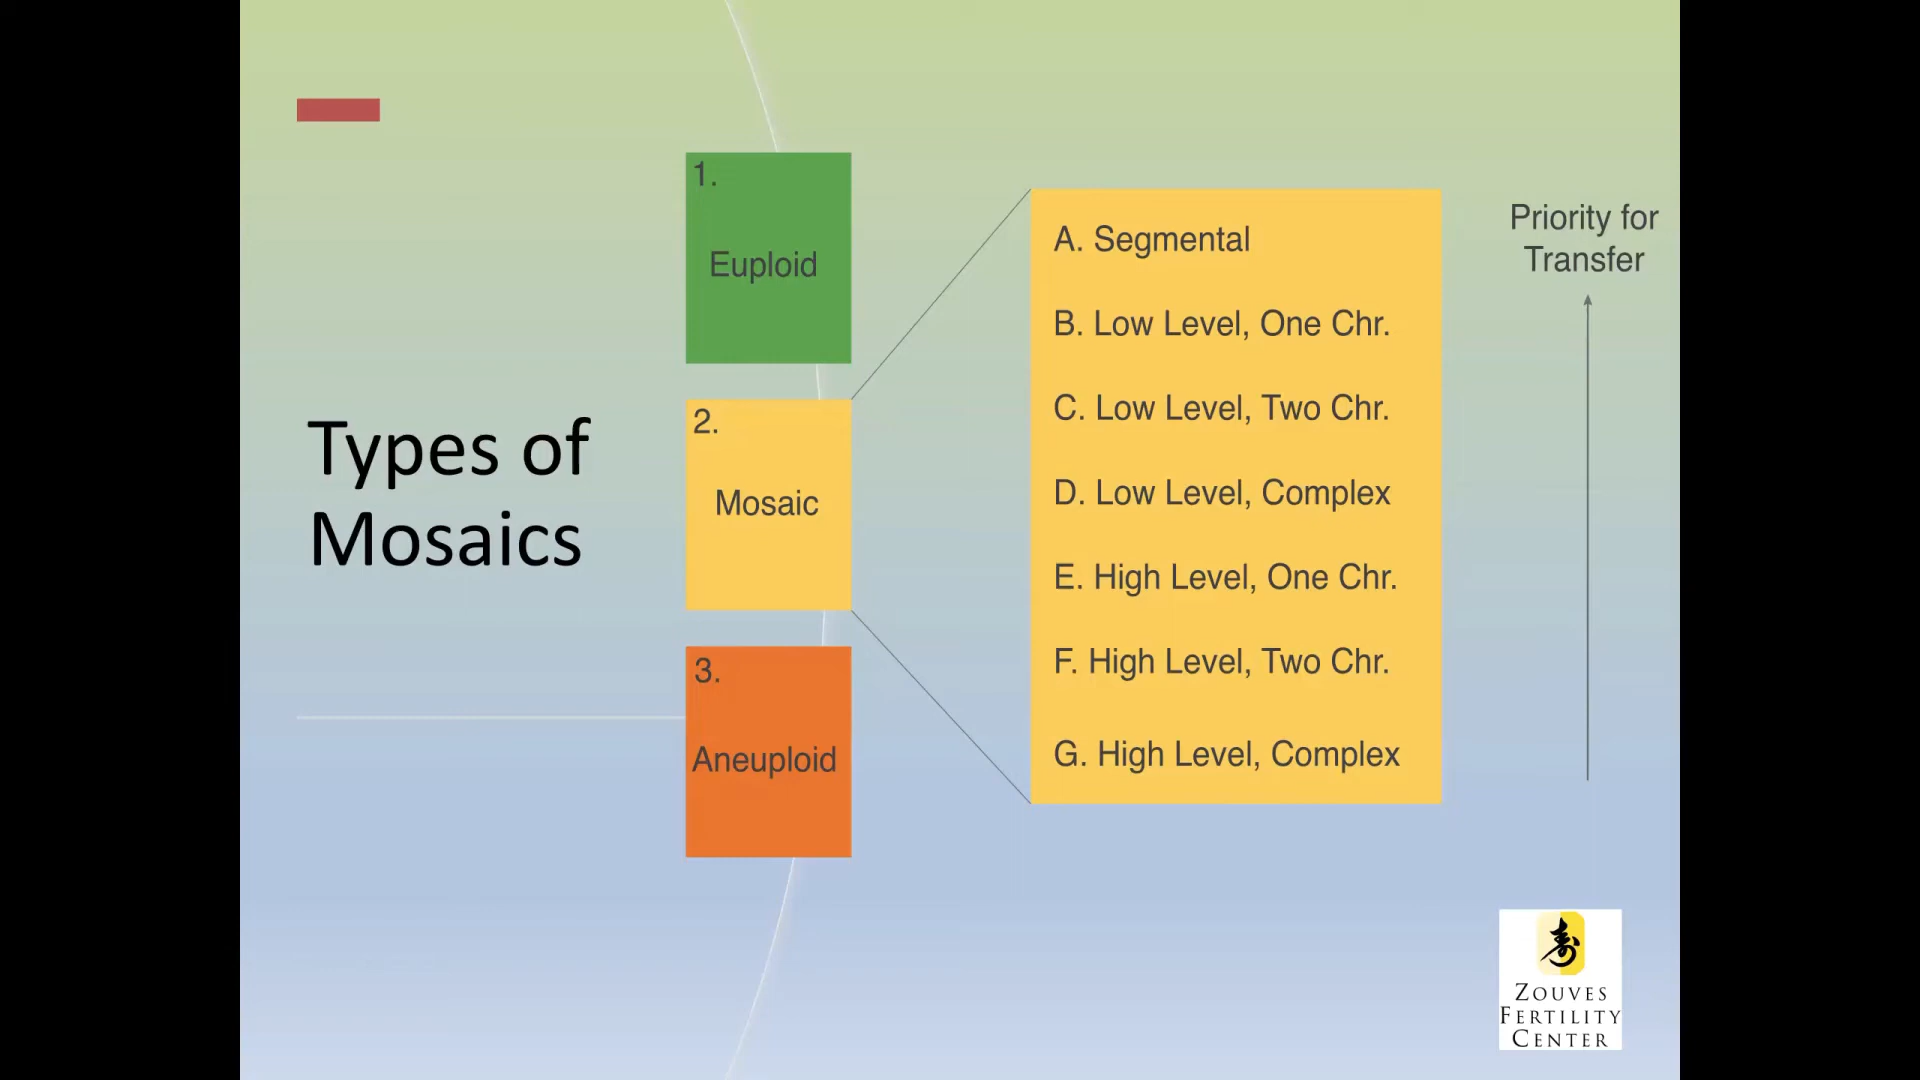 Types of
Mosaics
1.
Euploid
2.
Mosaic
3.
Aneuploid
A. Segmental
B. Low Level, One Chr.
C. Low Level, Two Chr.
D. Low Level, Complex
E. High Level, One Chr.
F. High Level, Two Chr.
G. High Level, Complex
Priority for
Transfer
寿
ZOUVES
FERTILITY
CENTER